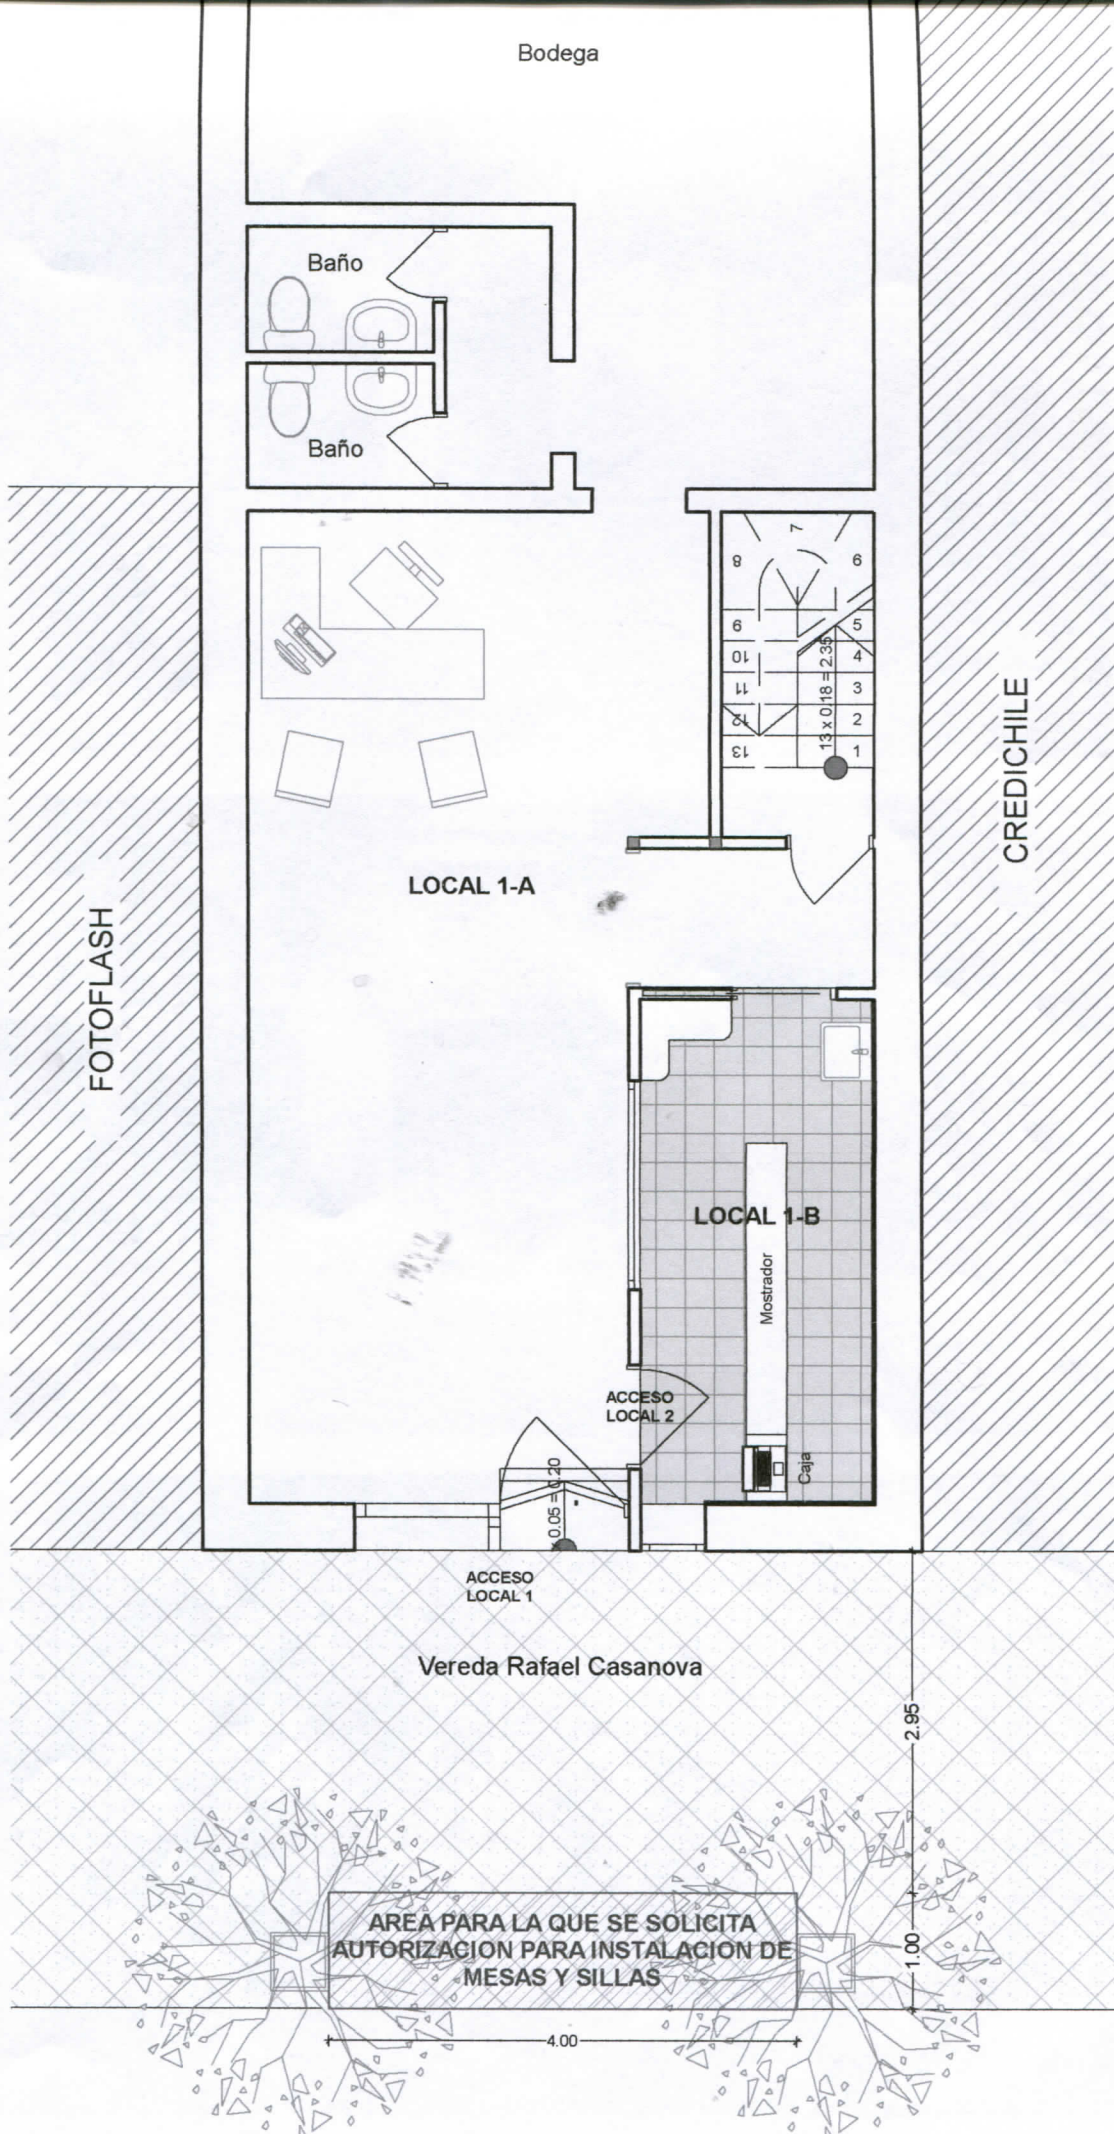 Bodega
Baño
Baño
7
8
6
9
5
10
4
11
3
12
2
13
1
13 x 0.18 = 2.35
CREDICHILE
LOCAL 1-A
FOTOFLASH
LOCAL 1-B
Mostrador
ACCESO
LOCAL 2
Caja
0.05 = 0.20
ACCESO
LOCAL 1
Vereda Rafael Casanova
2.95
AREA PARA LA QUE SE SOLICITA
AUTORIZACION PARA INSTALACION DE
MESAS Y SILLAS
1.00
4.00